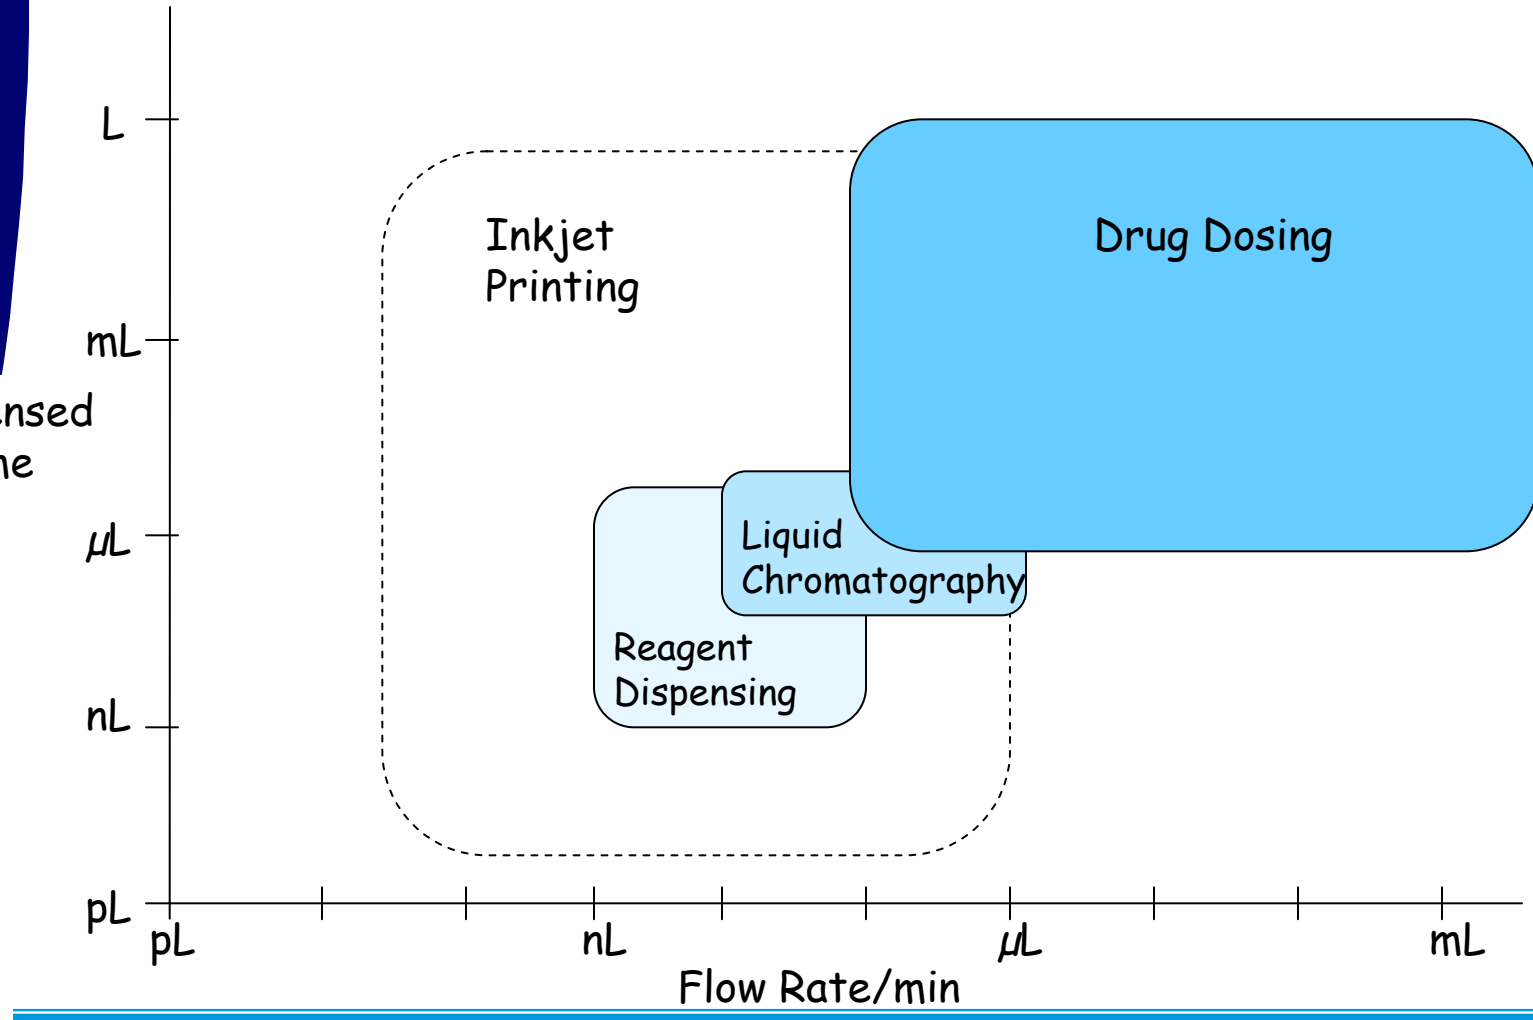 L
Inkjet
Printing
Drug Dosing
mL
µL
Liquid
Chromatography
Reagent
Dispensing
nL
pL
pL
nL
µL
mL
Flow Rate/min